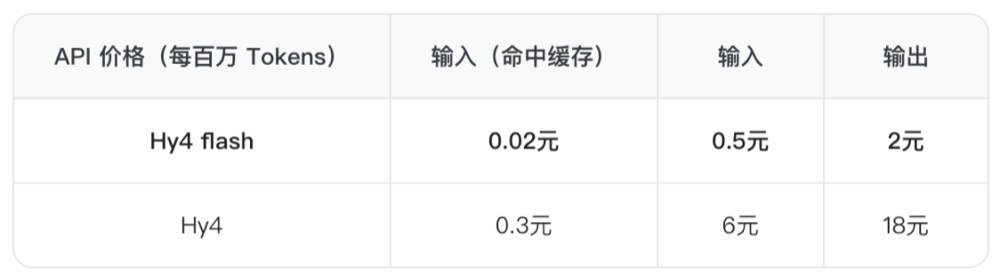 API 价格（每百万 Tokens） 输入（命中缓存） 输入 输出
Hy4 flash 0.02元 0.5元 2元
Hy4 0.3元 6元 18元